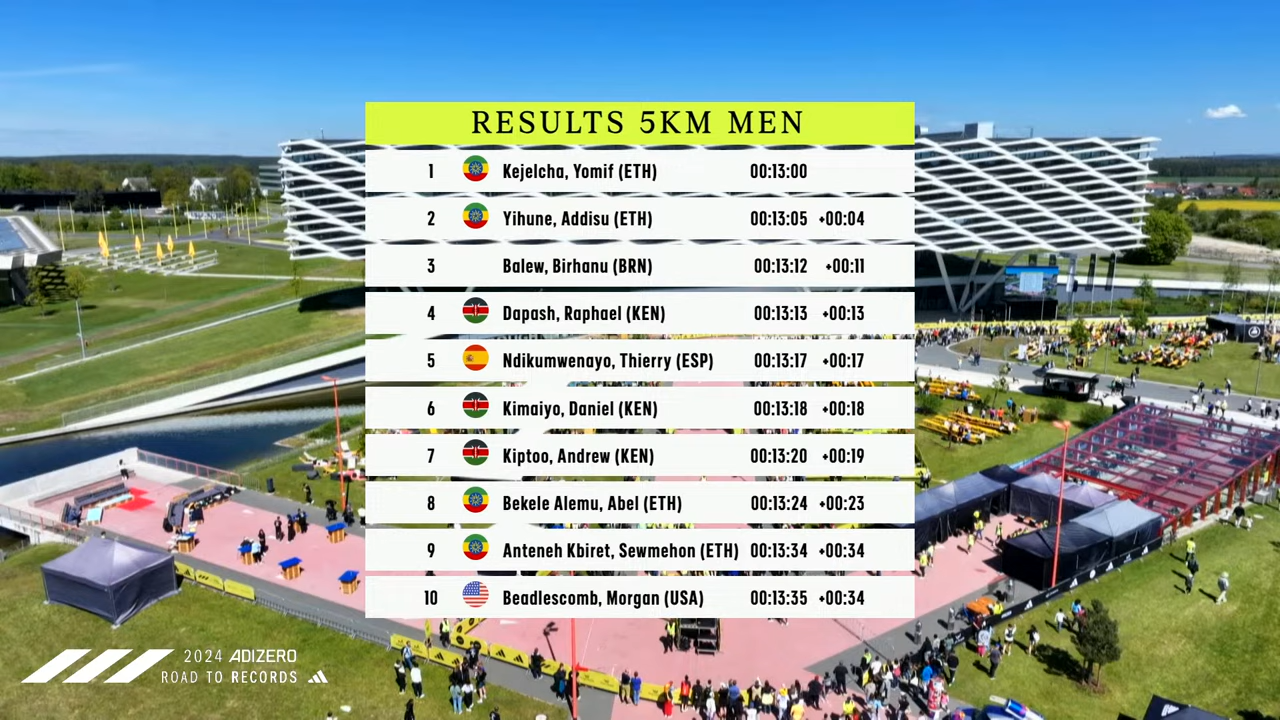 RESULTS 5KM MEN
1 Kejelcha, Yomif (ETH) 00:13:00
2 Yihune, Addisu (ETH) 00:13:05 +00:04
3 Balew, Birhanu (BRN) 00:13:12 +00:11
4 Dapash, Raphael (KEN) 00:13:13 +00:13
5 Ndikumwenayo, Thierry (ESP) 00:13:17 +00:17
6 Kimaiyo, Daniel (KEN) 00:13:18 +00:18
7 Kiptoo, Andrew (KEN) 00:13:20 +00:19
8 Bekele Alemu, Abel (ETH) 00:13:24 +00:23
9 Anteneh Kbiret, Sewmehon (ETH) 00:13:34 +00:34
10 Beadlescomb, Morgan (USA) 00:13:35 +00:34
2024 ADIZERO
ROAD TO RECORDS